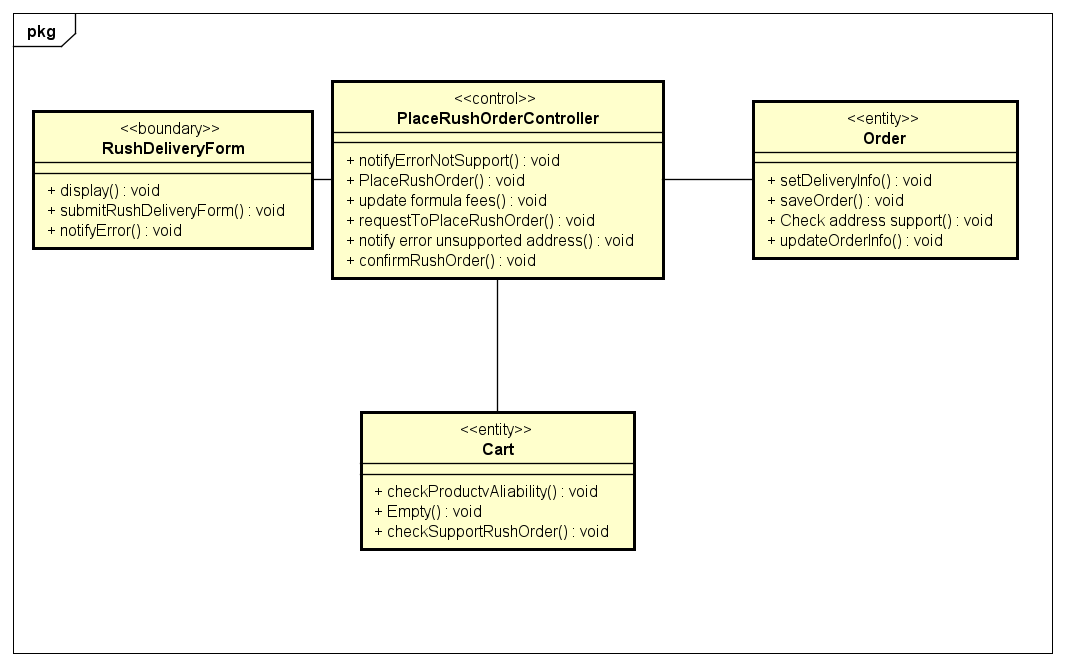 pkg
<<boundary>>
RushDeliveryForm
+ display() : void
+ submitRushDeliveryForm() : void
+ notifyError() : void
<<control>>
PlaceRushOrderController
+ notifyErrorNotSupport() : void
+ PlaceRushOrder() : void
+ update formula fees() : void
+ requestToPlaceRushOrder() : void
+ notify error unsupported address() : void
+ confirmRushOrder() : void
<<entity>>
Order
+ setDeliveryInfo() : void
+ saveOrder() : void
+ Check address support() : void
+ updateOrderInfo() : void
<<entity>>
Cart
+ checkProductvAliability() : void
+ Empty() : void
+ checkSupportRushOrder() : void